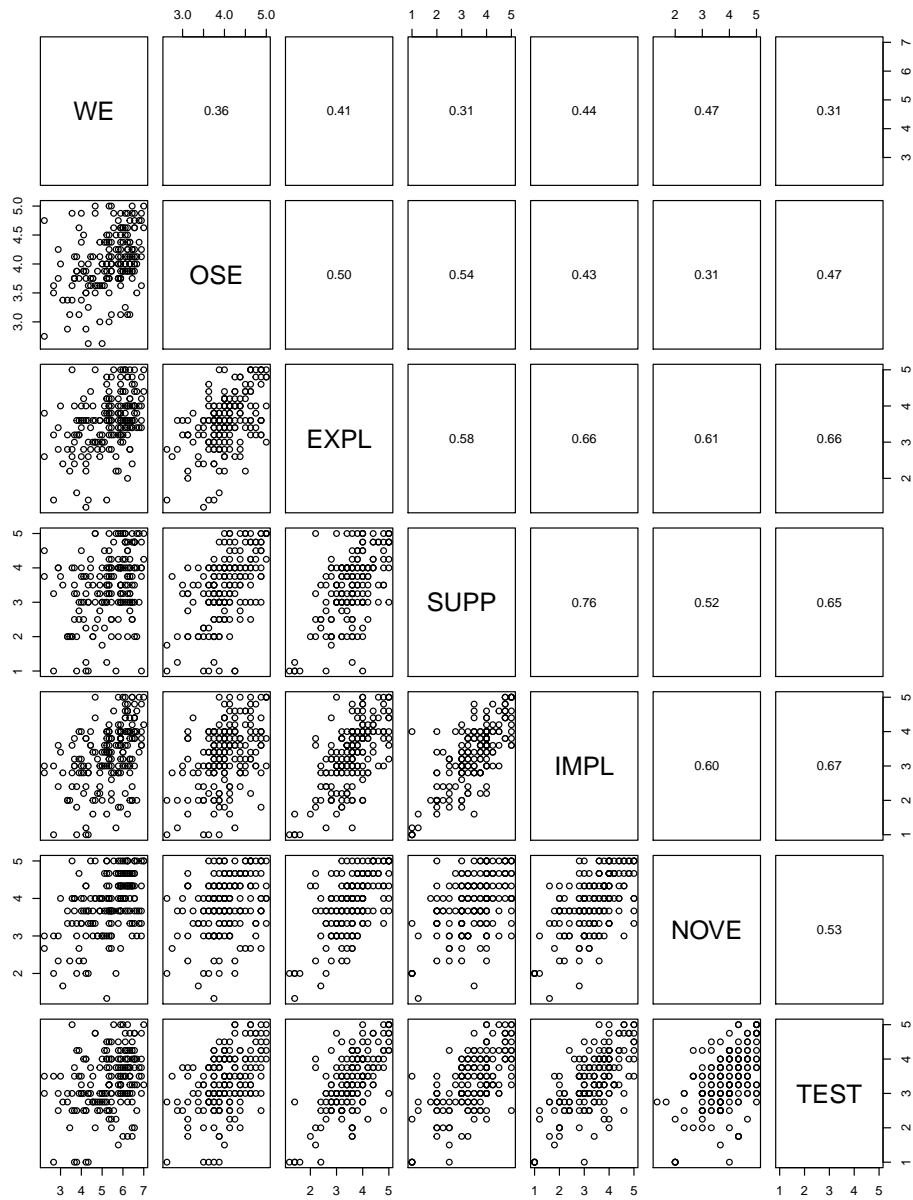 3.0 4.0 5.0 1 2 3 4 5 2 3 4 5
WE 0.36 0.41 0.31 0.44 0.47 0.31
3 4 5 6 7
3.0 3.5 4.0 4.5 5.0
OSE 0.50 0.54 0.43 0.31 0.47
EXPL 0.58 0.66 0.61 0.66
2 3 4 5
1 2 3 4 5
SUPP 0.76 0.52 0.65
IMPL 0.60 0.67
1 2 3 4 5
2 3 4 5
NOVE 0.53
TEST
1 2 3 4 5
3 4 5 6 7 2 3 4 5 1 2 3 4 5 1 2 3 4 5